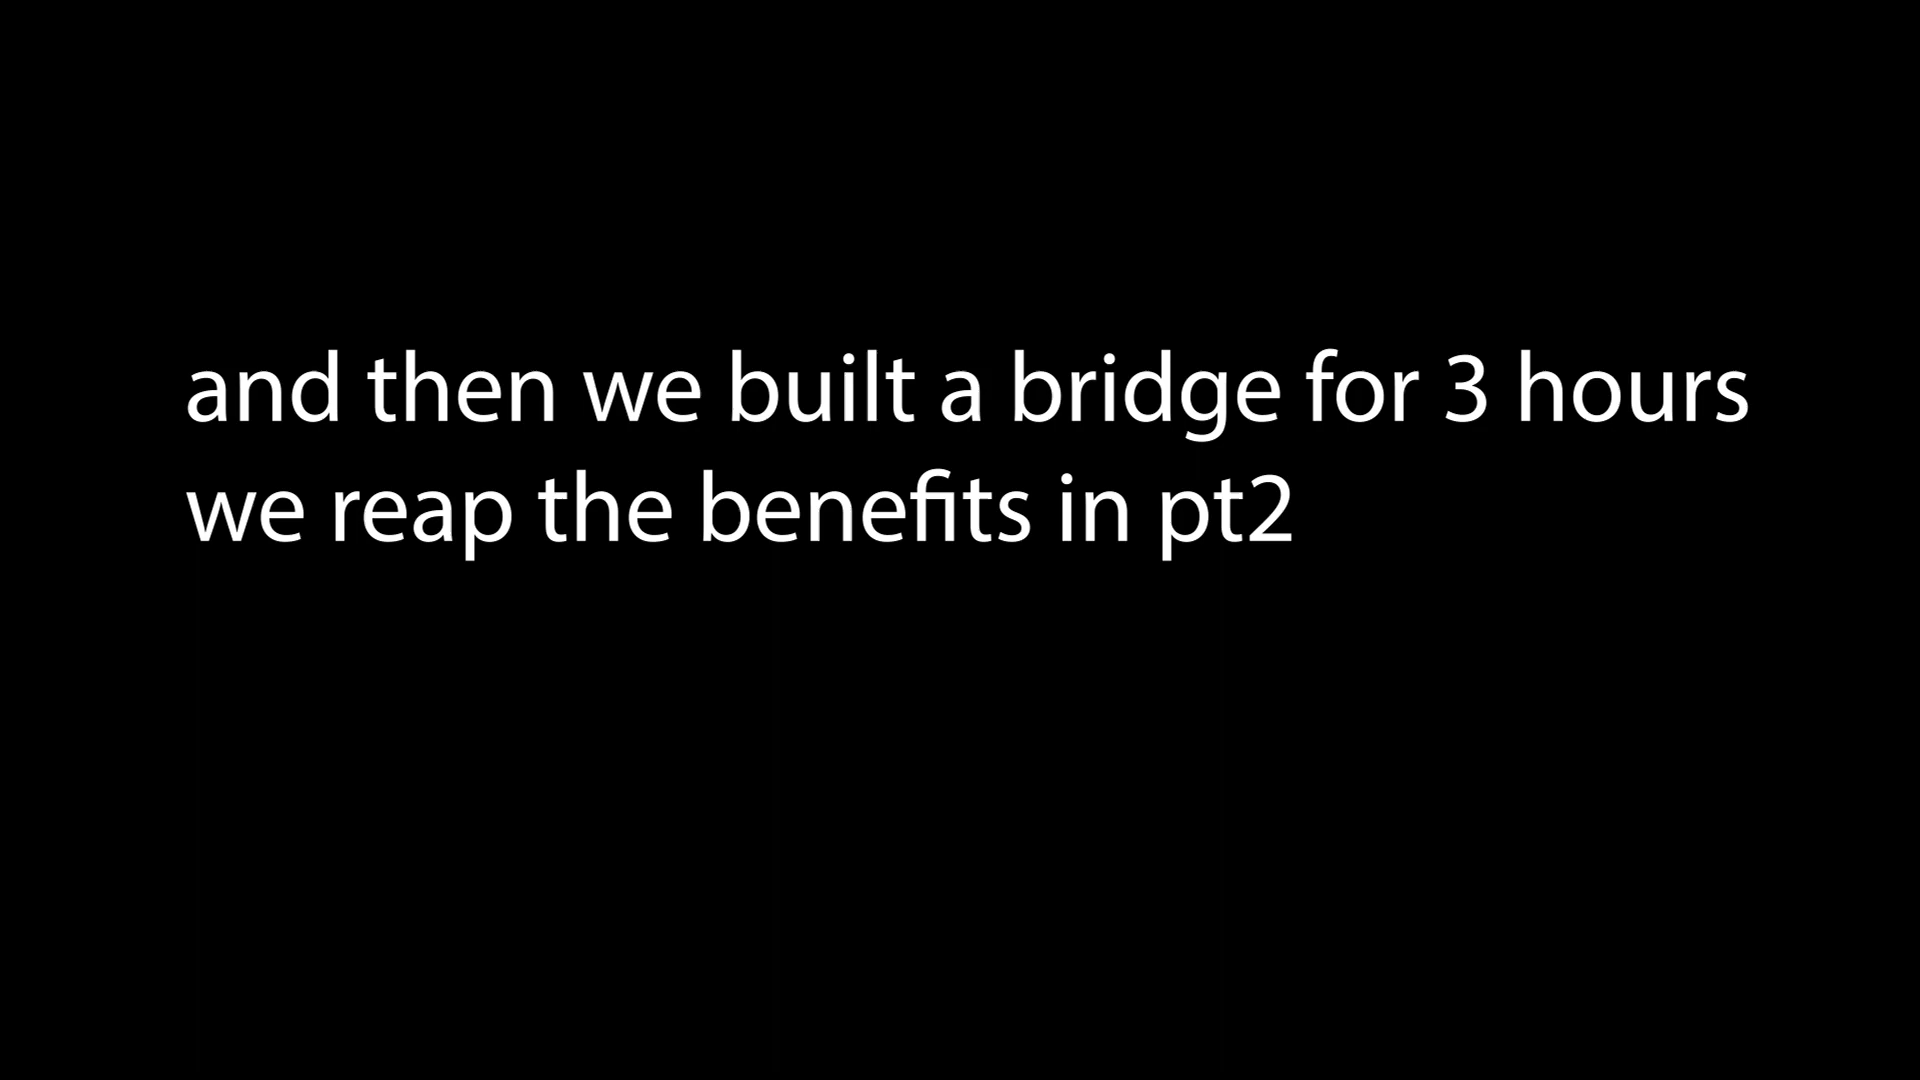 and then we built a bridge for 3 hours
we reap the benefits in pt2